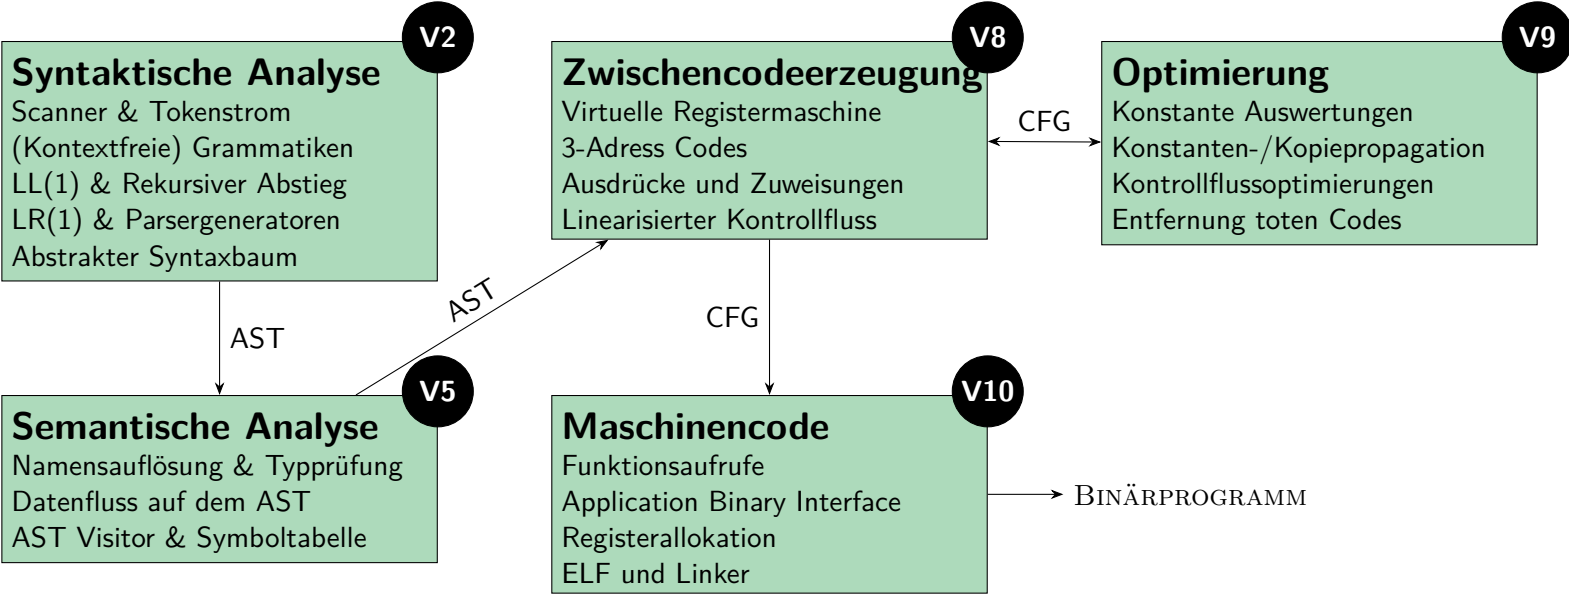 V2
Syntaktische Analyse
Scanner & Tokenstrom
(Kontextfreie) Grammatiken
LL(1) & Rekursiver Abstieg
LR(1) & Parsergeneratoren
Abstrakter Syntaxbaum
AST
V5
Semantische Analyse
Namensauflösung & Typprüfung
Datenfluss auf dem AST
AST Visitor & Symboltabelle
AST
V8
Zwischencodeerzeugung
Virtuelle Registermaschine
3-Adress Codes
Ausdrücke und Zuweisungen
Linearisierter Kontrollfluss
CFG
V9
Optimierung
Konstante Auswertungen
Konstanten-/Kopiepropagation
Kontrollflussoptimierungen
Entfernung toten Codes
CFG
V10
Maschinencode
Funktionsaufrufe
Application Binary Interface
Registerallokation
ELF und Linker
BINÄRPROGRAMM